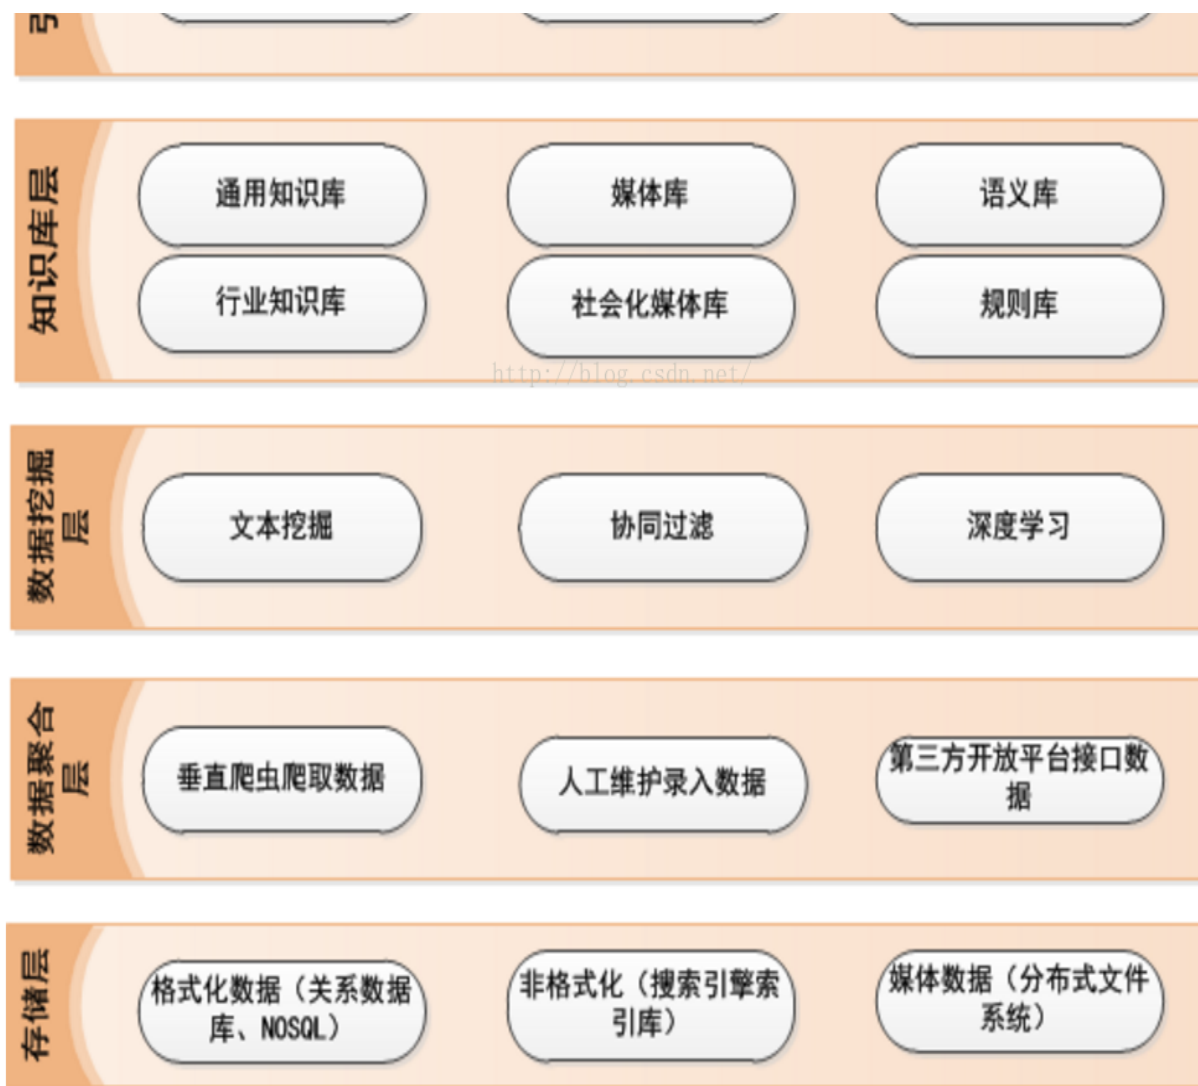 引
知识库层
通用知识库
媒体库
语义库
行业知识库
社会化媒体库
规则库
http://blog.csdn.net/
数据挖掘
层
文本挖掘
协同过滤
深度学习
数据聚合
层
垂直爬虫爬取数据
人工维护录入数据
第三方开放平台接口数
据
存储层
格式化数据（关系数据
库、NOSQL）
非格式化（搜索引擎索
引库）
媒体数据（分布式文件
系统）